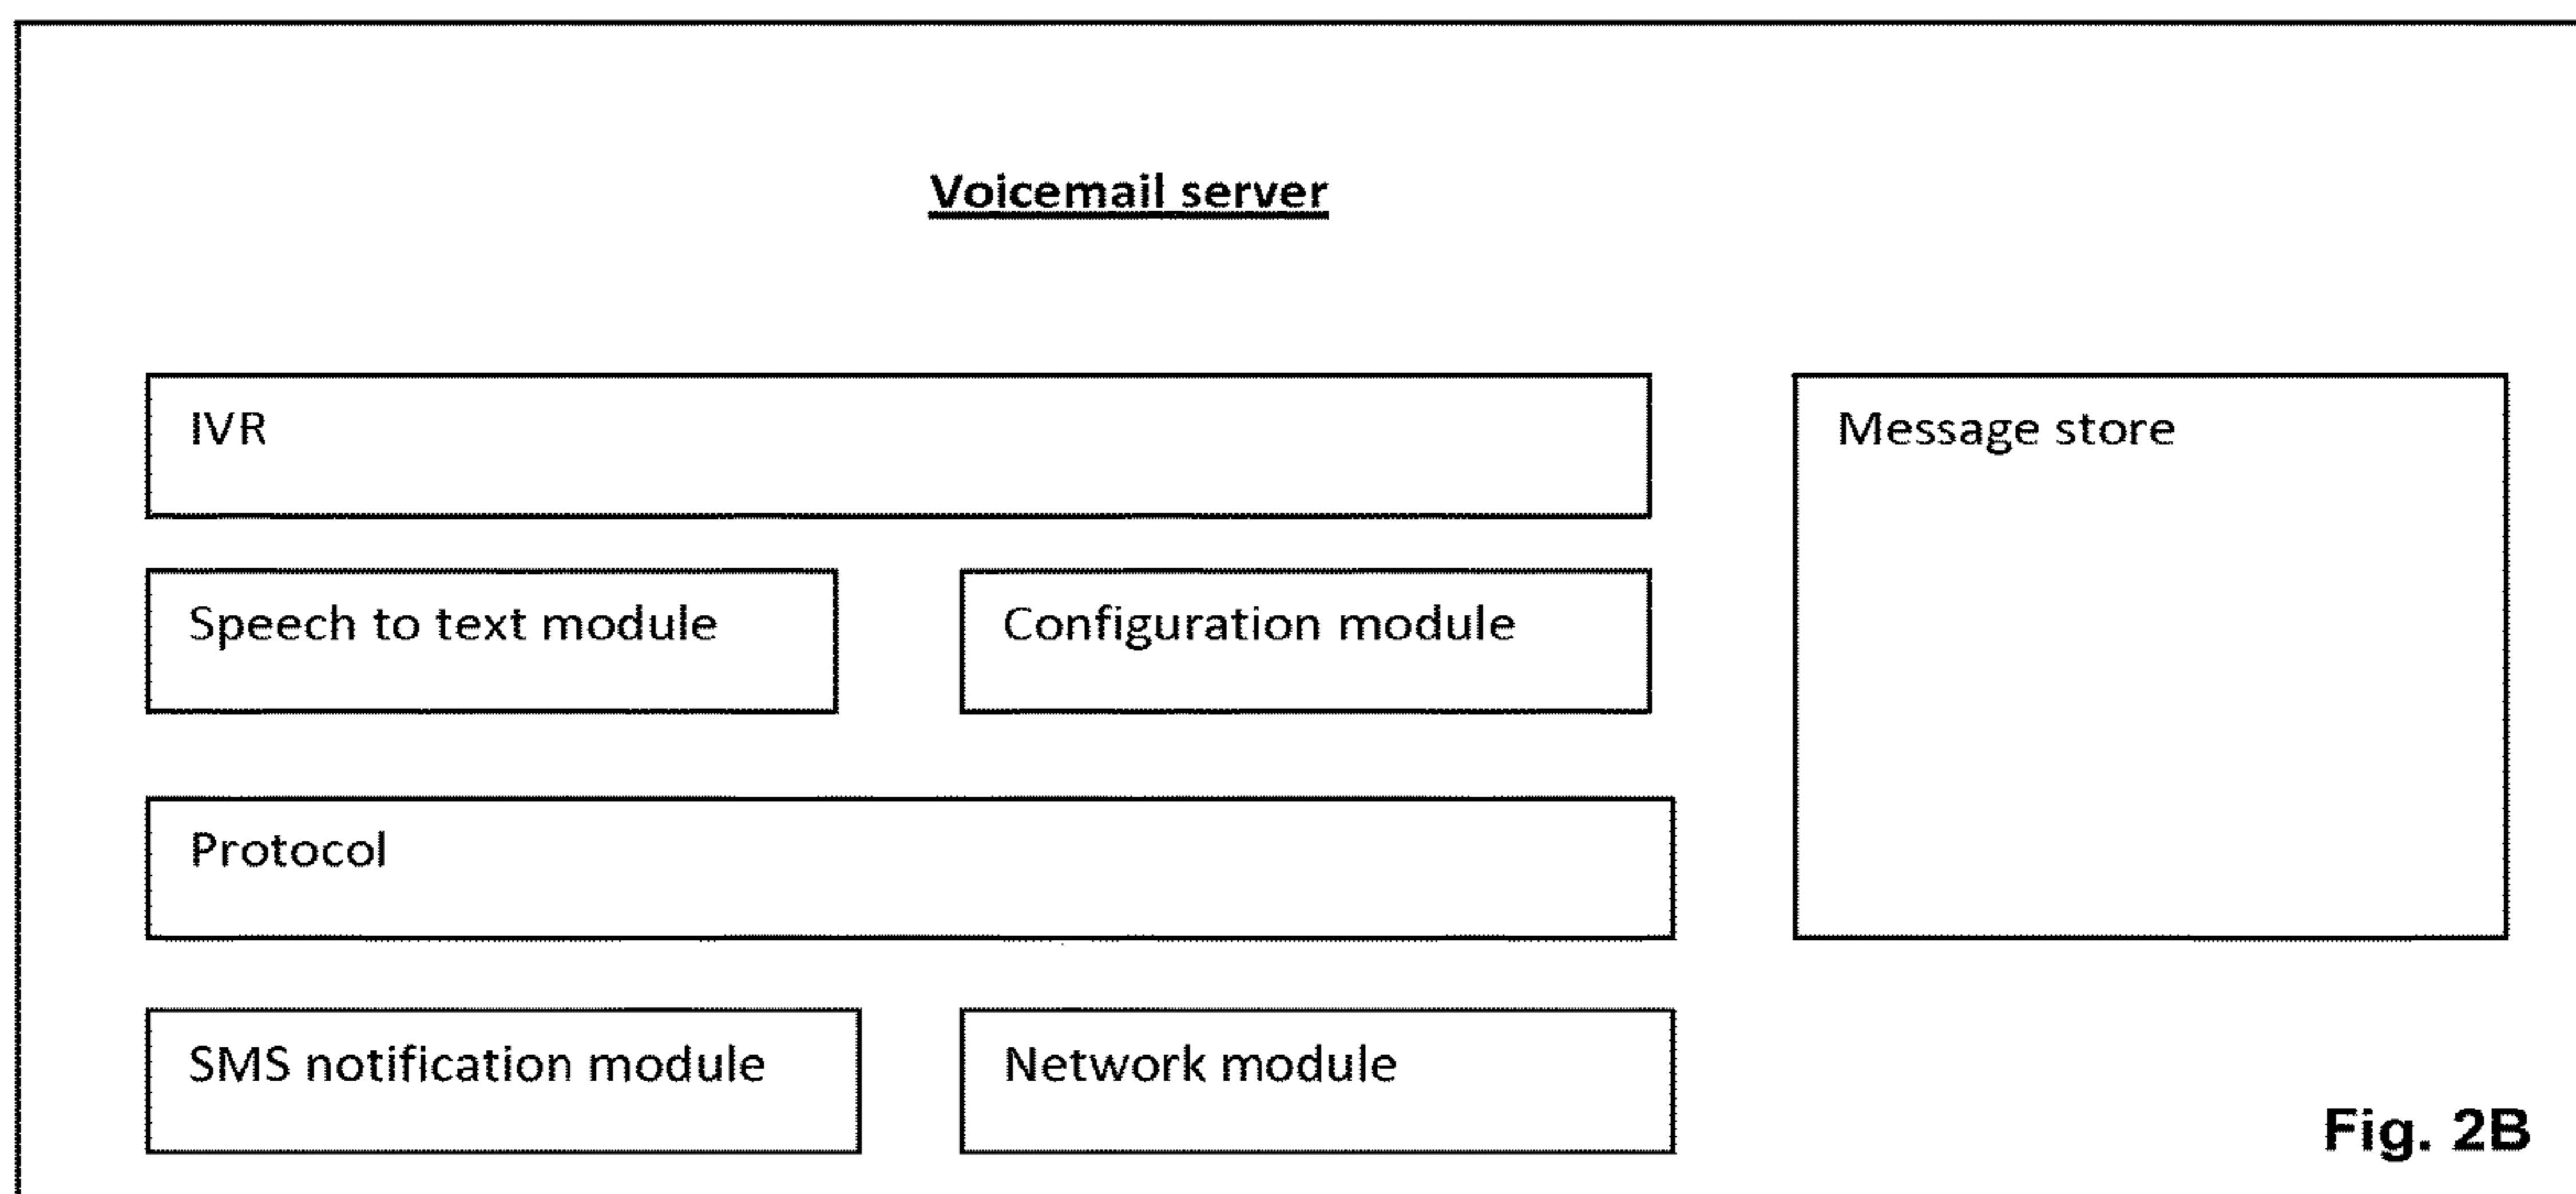 Voicemail server
IVR
Message store
Speech to text module
Configuration module
Protocol
SMS notification module
Network module
Fig. 2B